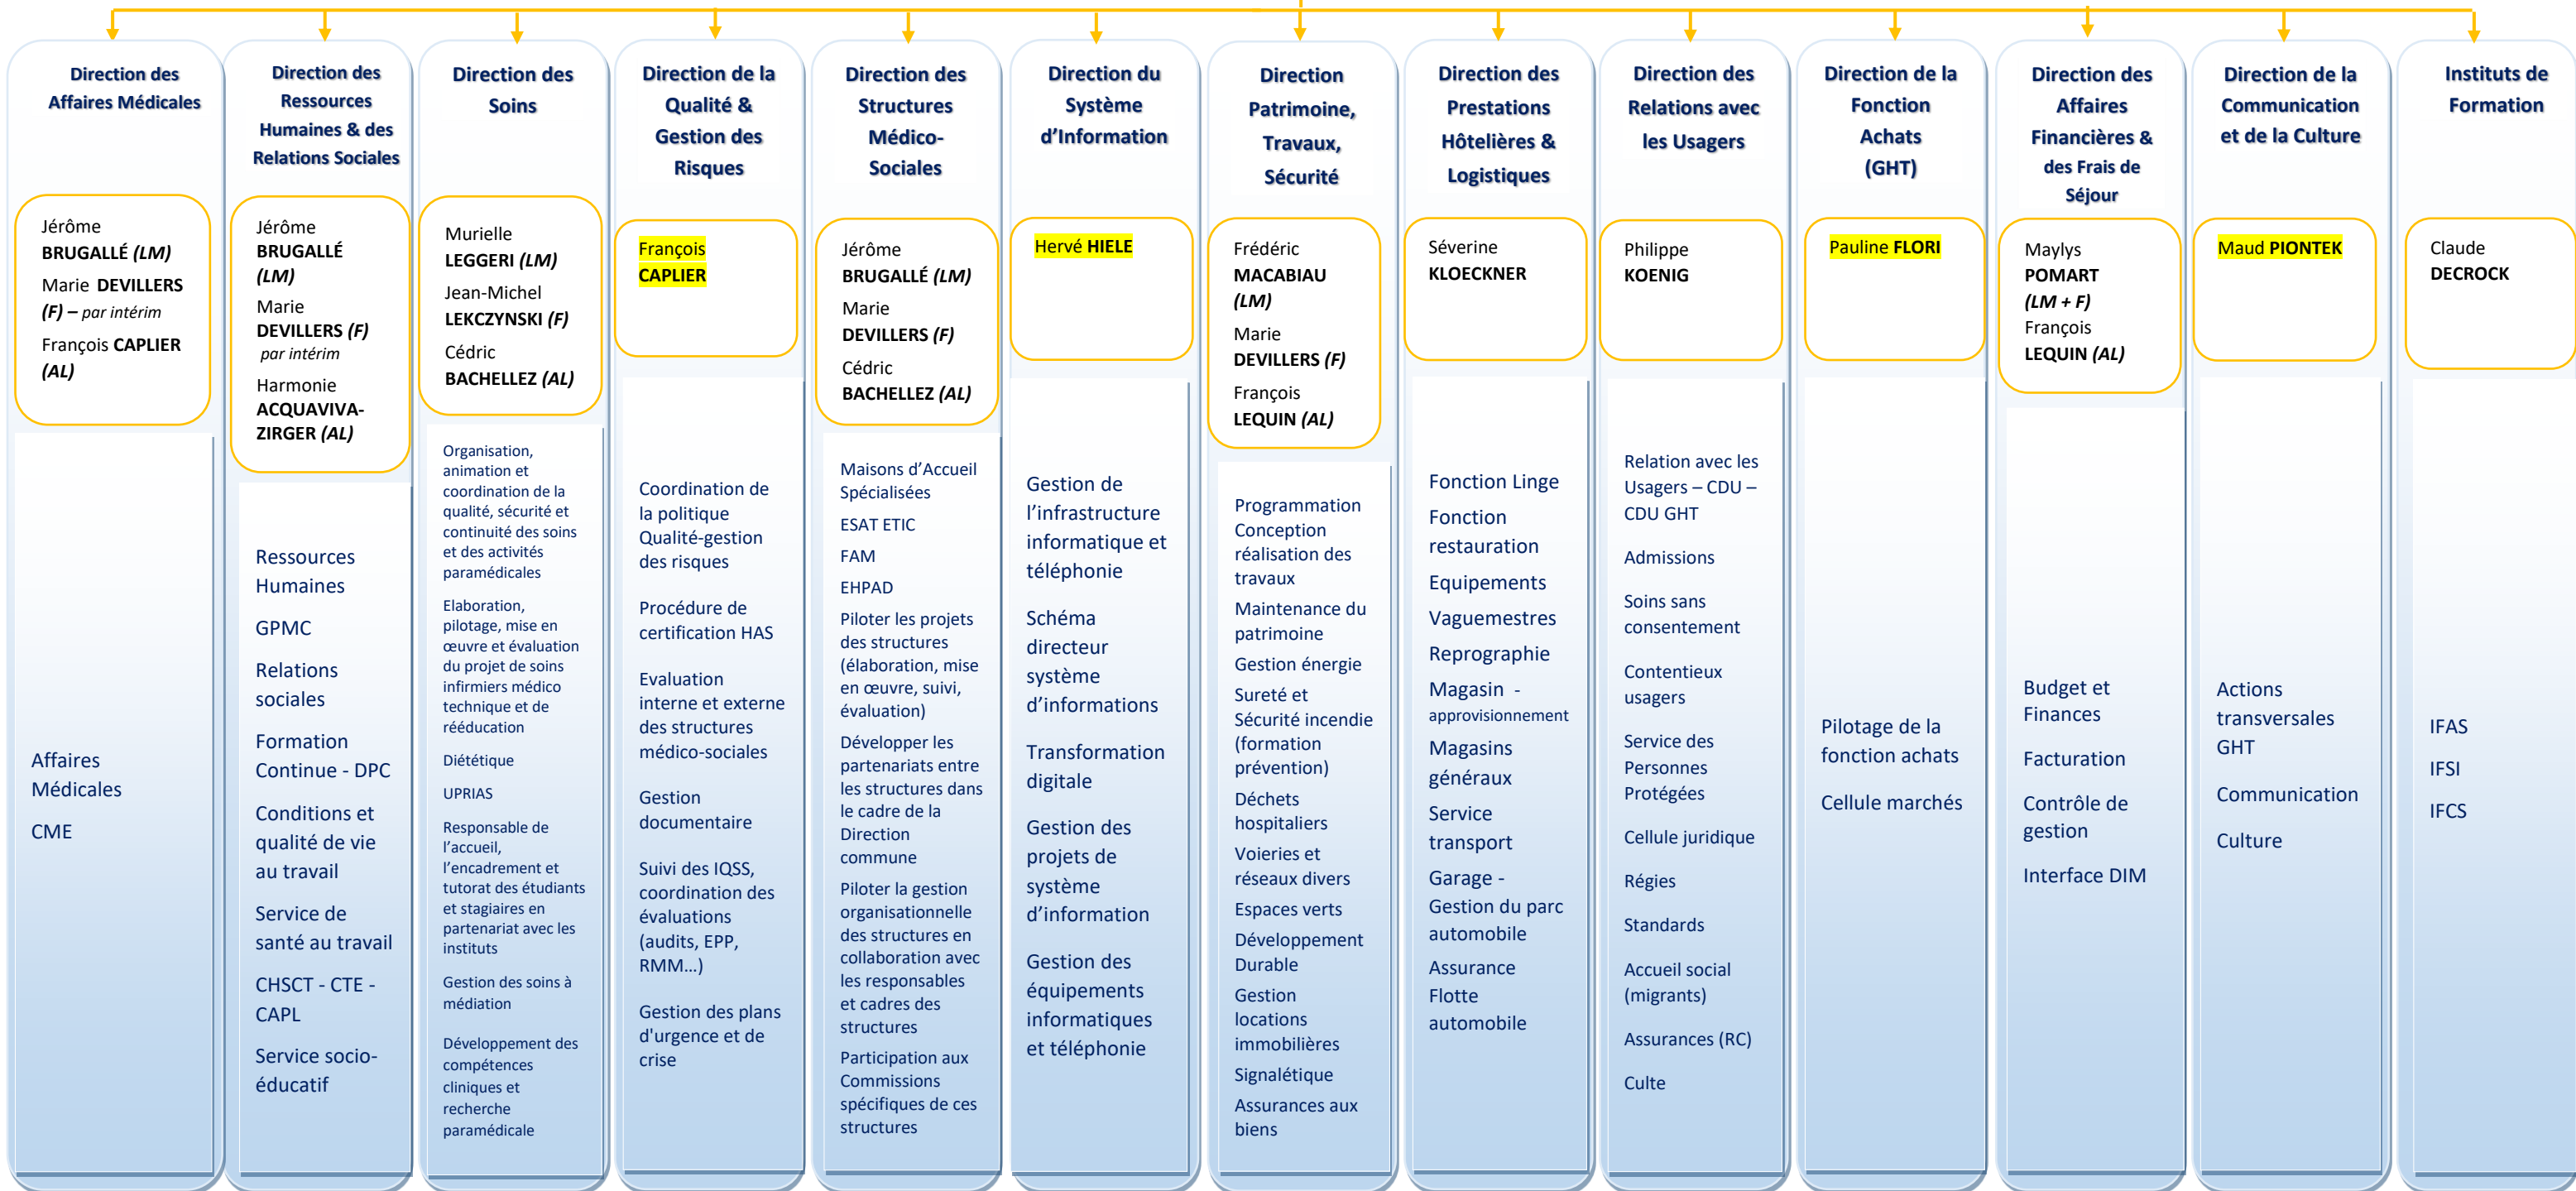 Direction des
Affaires Médicales
Jérôme
BRUGALLÉ (LM)
Marie DEVILLERS
(F) – par intérim
François CAPLIER
(AL)
Affaires
Médicales
CME
Direction des
Ressources
Humaines & des
Relations Sociales
Jérôme
BRUGALLÉ
(LM)
Marie
DEVILLERS (F)
par intérim
Harmonie
ACQUAVIVA-
ZIRGER (AL)
Ressources
Humaines
GPMC
Relations
sociales
Formation
Continue - DPC
Conditions et
qualité de vie
au travail
Service de
santé au travail
CHSCT - CTE -
CAPL
Service socio-
éducatif
Direction des
Soins
Murielle
LEGGERI (LM)
Jean-Michel
LEKCZYNSKI (F)
Cédric
BACHELLEZ (AL)
Organisation,
animation et
coordination de la
qualité, sécurité et
continuité des soins
et des activités
paramédicales
Elaboration,
pilotage, mise en
œuvre et évaluation
du projet de soins
infirmiers médico
technique et de
rééducation
Diététique
UPRIAS
Responsable de
l’accueil,
l’encadrement et
tutorat des étudiants
et stagiaires en
partenariat avec les
instituts
Gestion des soins à
médiation
Développement des
compétences
cliniques et
recherche
paramédicale
Direction de la
Qualité &
Gestion des
Risques
François
CAPLIER
Coordination de
la politique
Qualité-gestion
des risques
Procédure de
certification HAS
Evaluation
interne et externe
des structures
médico-sociales
Gestion
documentaire
Suivi des IQSS,
coordination des
évaluations
(audits, EPP,
RMM…)
Gestion des plans
d'urgence et de
crise
Direction des
Structures
Médico-
Sociales
Jérôme
BRUGALLÉ (LM)
Marie
DEVILLERS (F)
Cédric
BACHELLEZ (AL)
Maisons d’Accueil
Spécialisées
ESAT ETIC
FAM
EHPAD
Piloter les projets
des structures
(élaboration, mise
en œuvre, suivi,
évaluation)
Développer les
partenariats entre
les structures dans
le cadre de la
Direction
commune
Piloter la gestion
organisationnelle
des structures en
collaboration avec
les responsables
et cadres des
structures
Participation aux
Commissions
spécifiques de ces
structures
Direction du
Système
d’Information
Hervé HIELE
Gestion de
l’infrastructure
informatique et
téléphonie
Schéma
directeur
système
d’informations
Transformation
digitale
Gestion des
projets de
système
d’information
Gestion des
équipements
informatiques
et téléphonie
Direction
Patrimoine,
Travaux,
Sécurité
Frédéric
MACABIAU
(LM)
Marie
DEVILLERS (F)
François
LEQUIN (AL)
Programmation
Conception
réalisation des
travaux
Maintenance du
patrimoine
Gestion énergie
Sureté et
Sécurité incendie
(formation
prévention)
Déchets
hospitaliers
Voieries et
réseaux divers
Espaces verts
Développement
Durable
Gestion
locations
immobilières
Signalétique
Assurances aux
biens
Direction des
Prestations
Hôtelières &
Logistiques
Séverine
KLOECKNER
Fonction Linge
Fonction
restauration
Equipements
Vaguemestres
Reprographie
Magasin -
approvisionnement
Magasins
généraux
Service
transport
Garage -
Gestion du parc
automobile
Assurance
Flotte
automobile
Direction des
Relations avec
les Usagers
Philippe
KOENIG
Relation avec les
Usagers – CDU –
CDU GHT
Admissions
Soins sans
consentement
Contentieux
usagers
Service des
Personnes
Protégées
Cellule juridique
Régies
Standards
Accueil social
(migrants)
Assurances (RC)
Culte
Direction de la
Fonction
Achats
(GHT)
Pauline FLORI
Pilotage de la
fonction achats
Cellule marchés
Direction des
Affaires
Financières &
des Frais de
Séjour
Maylys
POMART
(LM + F)
François
LEQUIN (AL)
Budget et
Finances
Facturation
Contrôle de
gestion
Interface DIM
Direction de la
Communication
et de la Culture
Maud PIONTEK
Actions
transversales
GHT
Communication
Culture
Instituts de
Formation
Claude
DECROCK
IFAS
IFSI
IFCS